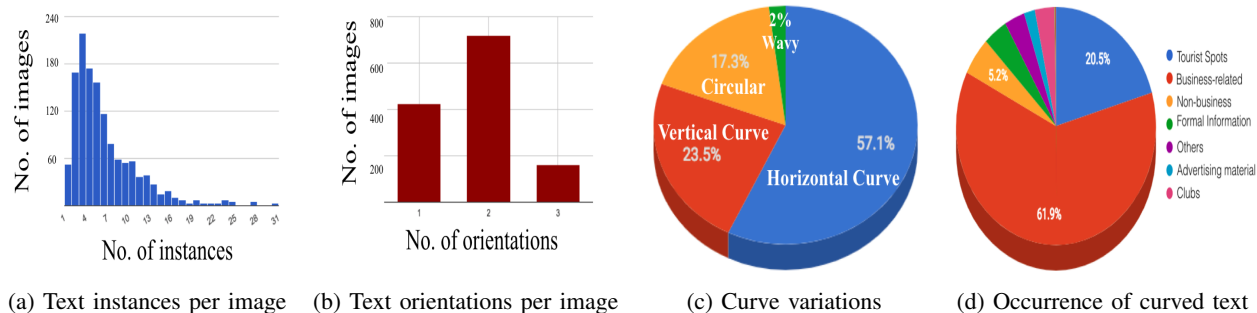 240
180
120
60
1
4
7
10
13
16
19
22
25
28
31
No. of images
No. of instances
(a) Text instances per image
800
600
400
200
1
2
3
No. of images
No. of orientations
(b) Text orientations per image
2%
Wavy
17.3%
Circular
Vertical Curve
23.5%
57.1%
Horizontal Curve
(c) Curve variations
20.5%
5.2%
61.9%
Tourist Spots
Business-related
Non-business
Formal Information
Others
Advertising material
Clubs
(d) Occurrence of curved text